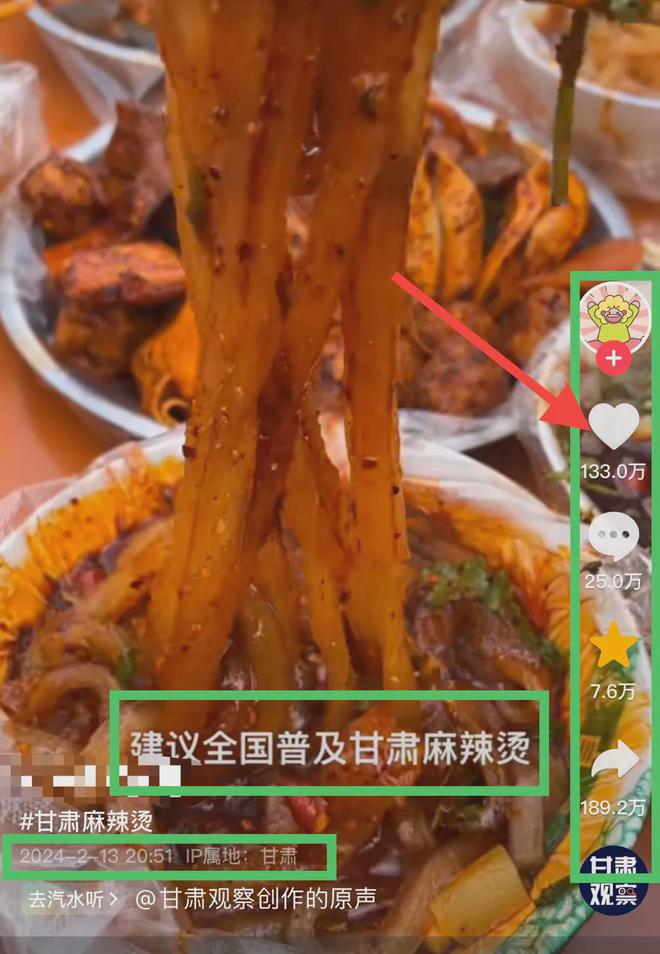 133.0万
25.0万
7.6万
189.2万
建议全国普及甘肃麻辣烫
#甘肃麻辣烫
2024-2-13 20:51 IP属地：甘肃
去汽水听 @甘肃观察创作的原声
甘肃
观察